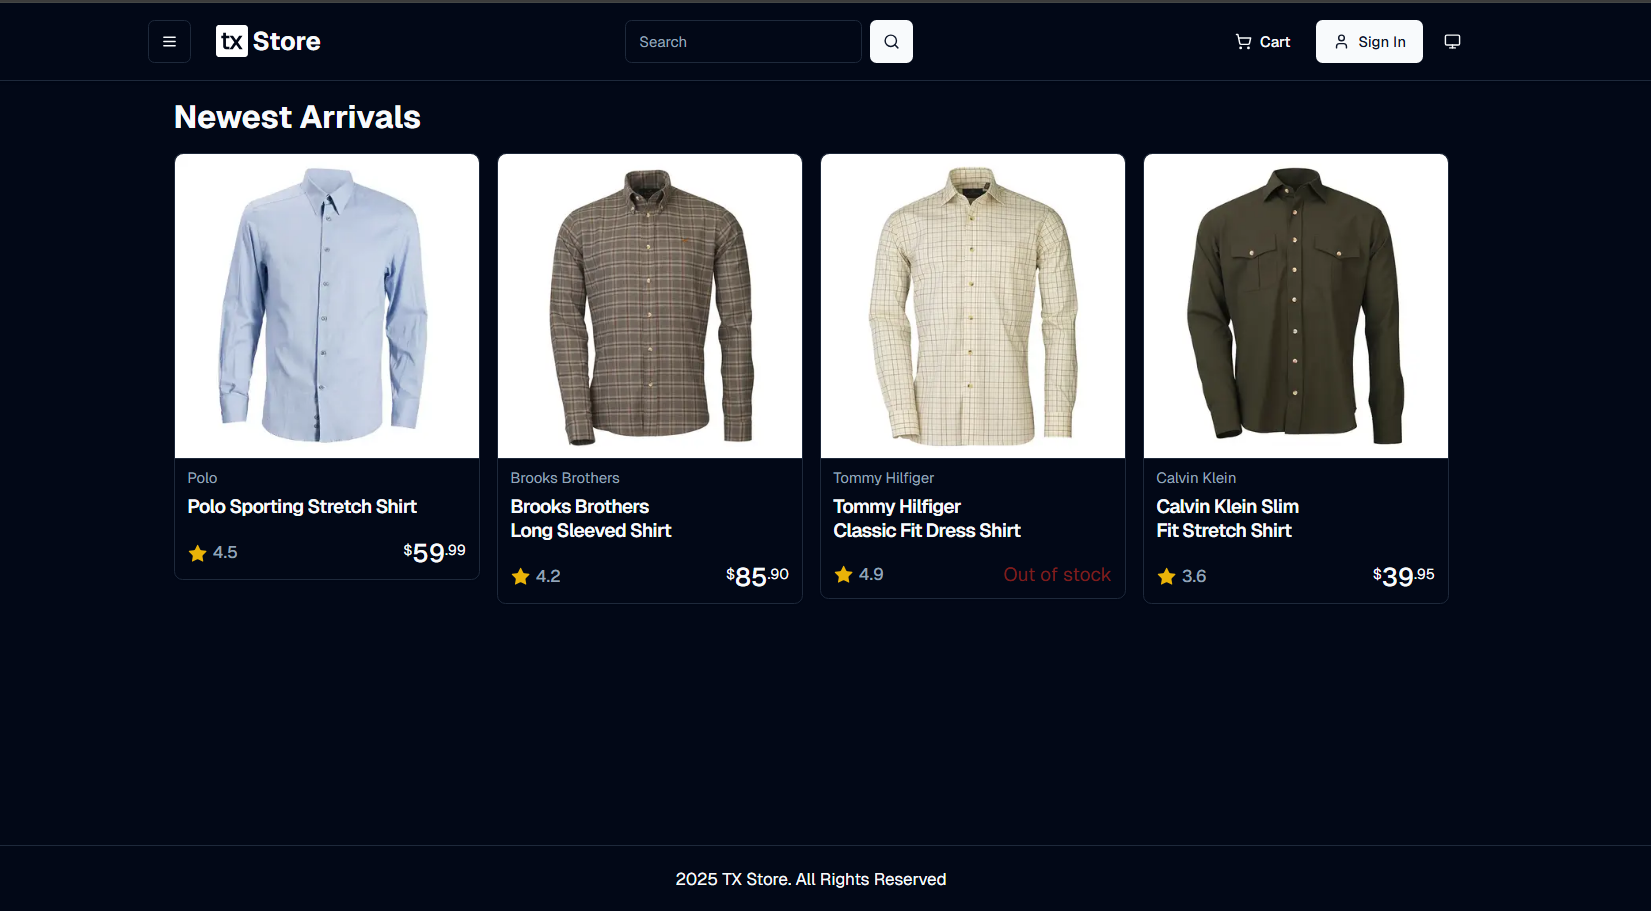 tx Store
Search
Cart
Sign In
Newest Arrivals
Polo
Polo Sporting Stretch Shirt
4.5
$59.99
Brooks Brothers
Brooks Brothers
Long Sleeved Shirt
4.2
$85.90
Tommy Hilfiger
Tommy Hilfiger
Classic Fit Dress Shirt
4.9
Out of stock
Calvin Klein
Calvin Klein Slim
Fit Stretch Shirt
3.6
$39.95
2025 TX Store. All Rights Reserved